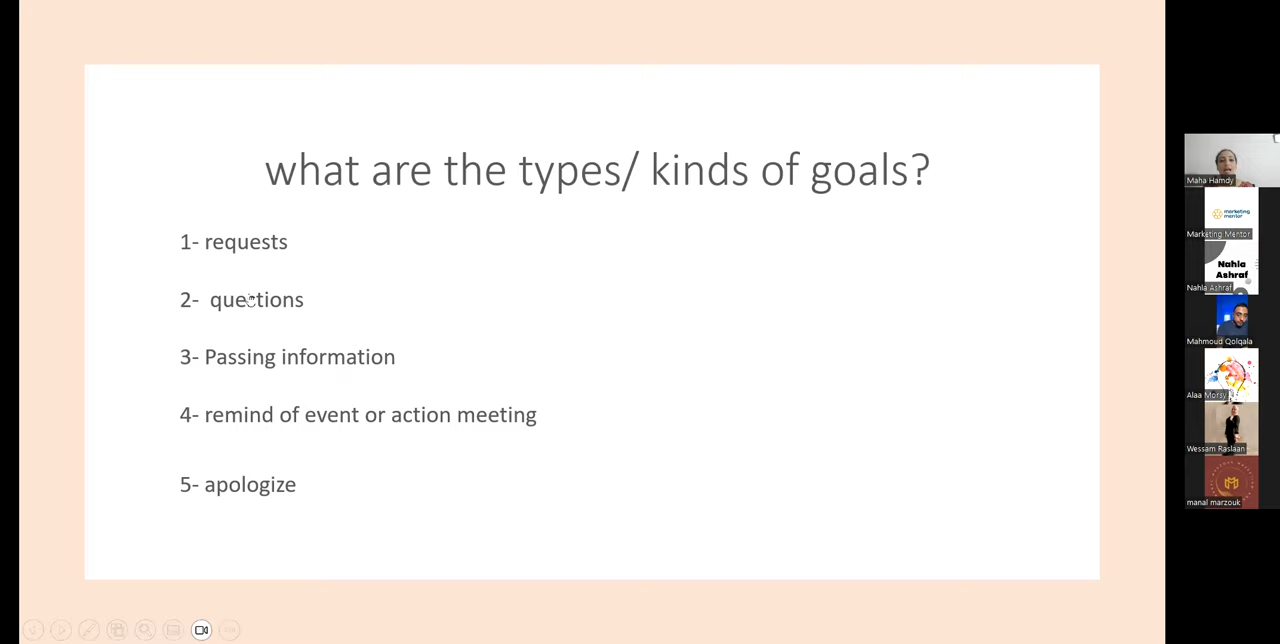 what are the types/ kinds of goals?
1- requests
2- questions
3- Passing information
4- remind of event or action meeting
5- apologize
Maha Hamdy
marketing
mentor
Marketing Mentor
Nahla
Ashraf
Nahla Ashraf
Mahmoud Qolqala
Alaa Morsy
Wessam Raslaan
manal marzouk